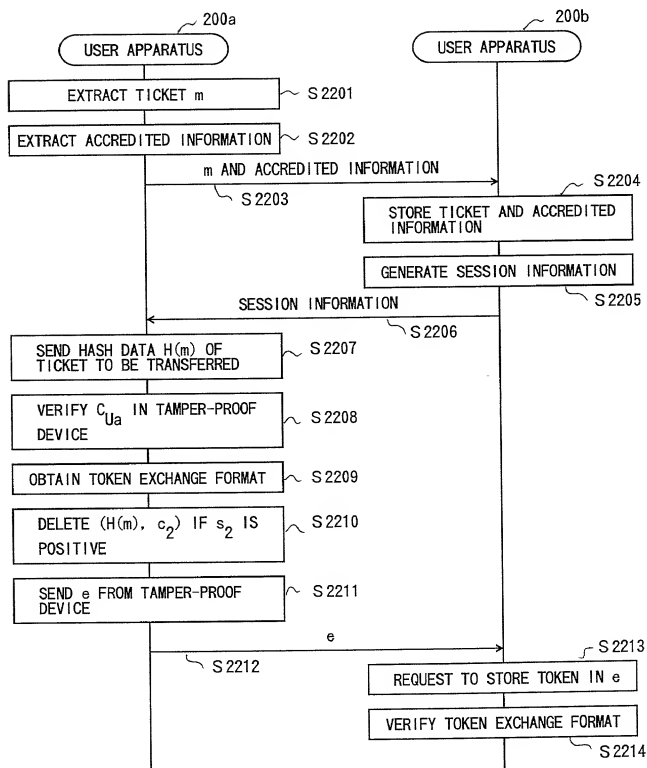 200a
200b
USER APPARATUS
USER APPARATUS
EXTRACT TICKET m
S2201
EXTRACT ACCREDITED INFORMATION
S2202
m AND ACCREDITED INFORMATION
S2203
S2204
STORE TICKET AND ACCREDITED
INFORMATION
GENERATE SESSION INFORMATION
S2205
SESSION INFORMATION
S2206
SEND HASH DATA H(m) OF
TICKET TO BE TRANSFERRED
S2207
VERIFY CUa IN TAMPER-PROOF
DEVICE
S2208
OBTAIN TOKEN EXCHANGE FORMAT
S2209
DELETE (H(m), c2) IF s2 IS
POSITIVE
S2210
SEND e FROM TAMPER-PROOF
DEVICE
S2211
e
S2212
S2213
REQUEST TO STORE TOKEN IN e
VERIFY TOKEN EXCHANGE FORMAT
S2214